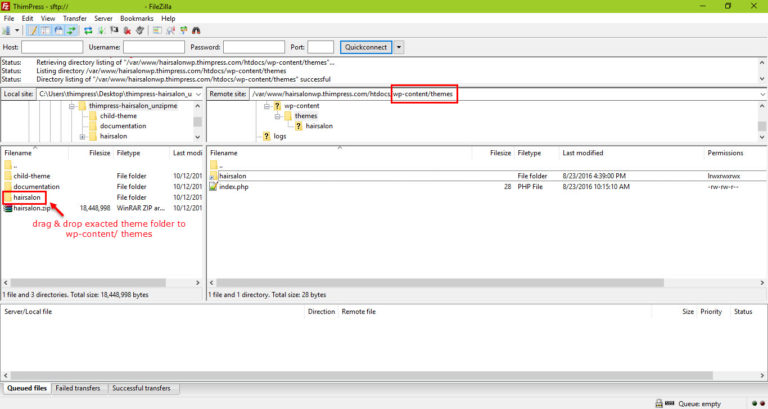 ThimPress - sftp:// - FileZilla
File Edit View Transfer Server Bookmarks Help
Host: Username: Password: Port: Quickconnect
Status: Retrieving directory listing of "/var/www/hairsalonwp.thimpress.com/htdocs/wp-content/themes"...
Status: Listing directory /var/www/hairsalonwp.thimpress.com/htdocs/wp-content/themes
Status: Directory listing of "/var/www/hairsalonwp.thimpress.com/htdocs/wp-content/themes" successful
Local site: C:\Users\thimpress\Desktop\thimpress-hairsalon_u
Remote site: /var/www/hairsalonwp.thimpress.com/htdocs/wp-content/themes
thimpress-hairsalon_unzipme
child-theme
documentation
hairsalon
wp-content
themes
hairsalon
logs
Filename Filesize Filetype Last modi
..
child-theme File folder 10/12/201
documentation File folder 10/12/201
hairsalon File folder 10/12/201
hairsalon.zip 18,448,998 WinRAR ZIP ar... 10/12/201
drag & drop exacted theme folder to
wp-content/ themes
Filename Filesize Filetype Last modified Permissions
..
hairsalon File folder 8/23/2016 4:39:00 PM lrwxrwxrwx
index.php 28 PHP File 8/23/2016 10:15:10 AM -rw-rw-r--
1 file and 3 directories. Total size: 18,448,998 bytes
1 file and 1 directory. Total size: 28 bytes
Server/Local file Direction Remote file Size Priority Status
Queued files Failed transfers Successful transfers
Queue: empty